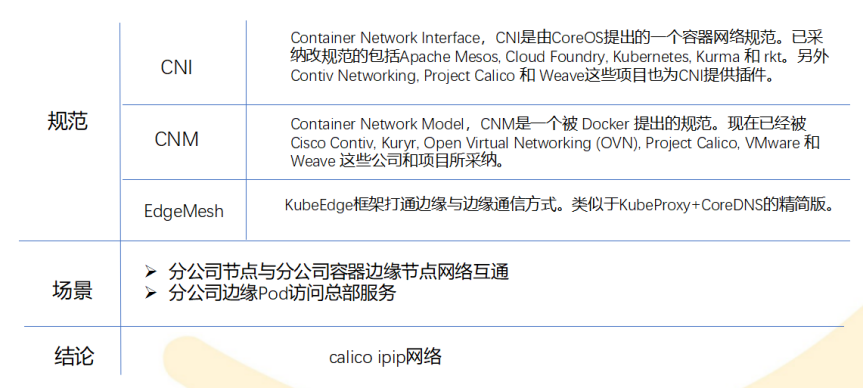 规范
CNI
Container Network Interface，CNI是由CoreOS提出的一个容器网络规范。已采
纳改规范的包括Apache Mesos, Cloud Foundry, Kubernetes, Kurma 和 rkt。另外
Contiv Networking, Project Calico 和 Weave这些项目也为CNI提供插件。
CNM
Container Network Model，CNM是一个被 Docker 提出的规范。现在已经被
Cisco Contiv, Kuryr, Open Virtual Networking (OVN), Project Calico, VMware 和
Weave 这些公司和项目所采纳。
EdgeMesh
KubeEdge框架打通边缘与边缘通信方式。类似于KubeProxy+CoreDNS的精简版。
场景
➢ 分公司节点与分公司容器边缘节点网络互通
➢ 分公司边缘Pod访问总部服务
结论
calico ipip网络